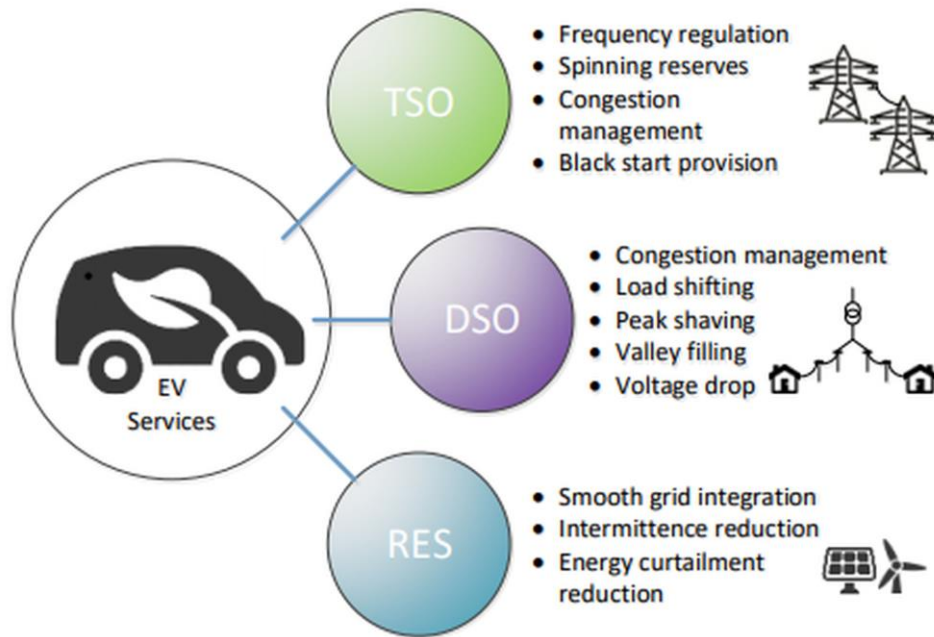 TSO
• Frequency regulation
• Spinning reserves
• Congestion
management
• Black start provision
EV
Services
DSO
• Congestion management
• Load shifting
• Peak shaving
• Valley filling
• Voltage drop
RES
• Smooth grid integration
• Intermittence reduction
• Energy curtailment
reduction